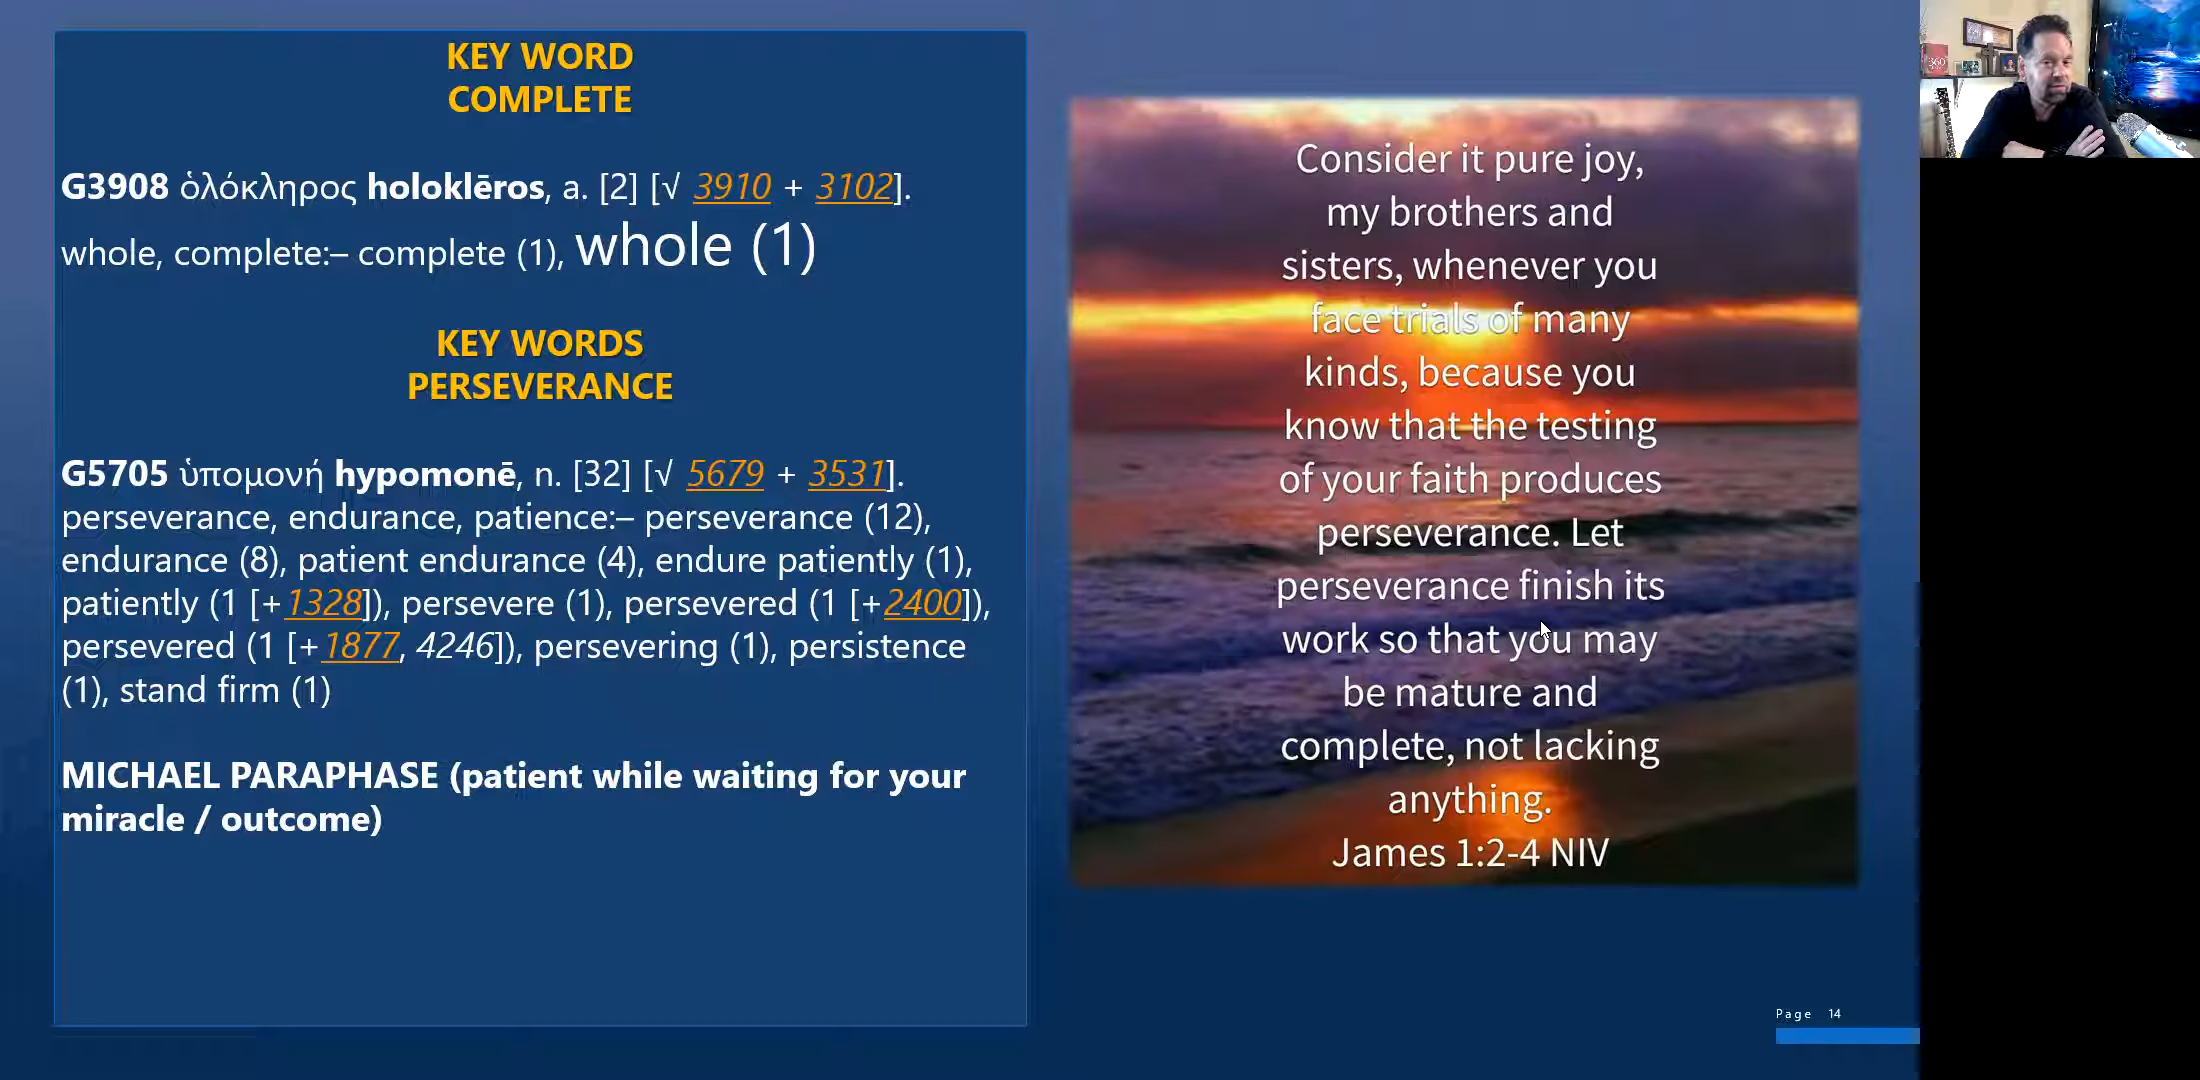 KEY WORD
COMPLETE
G3908 ὁλόκληρος holoklēros, a. [2] [√ 3910 + 3102].
whole, complete:– complete (1), whole (1)
KEY WORDS
PERSEVERANCE
G5705 ὑπομονή hypomonē, n. [32] [√ 5679 + 3531].
perseverance, endurance, patience:– perseverance (12),
endurance (8), patient endurance (4), endure patiently (1),
patiently (1 [+1328]), persevere (1), persevered (1 [+2400]),
persevered (1 [+1877, 4246]), persevering (1), persistence
(1), stand firm (1)
MICHAEL PARAPHASE (patient while waiting for your
miracle / outcome)
Consider it pure joy,
my brothers and
sisters, whenever you
face trials of many
kinds, because you
know that the testing
of your faith produces
perseverance. Let
perseverance finish its
work so that you may
be mature and
complete, not lacking
anything.
James 1:2-4 NIV
Page 14
360